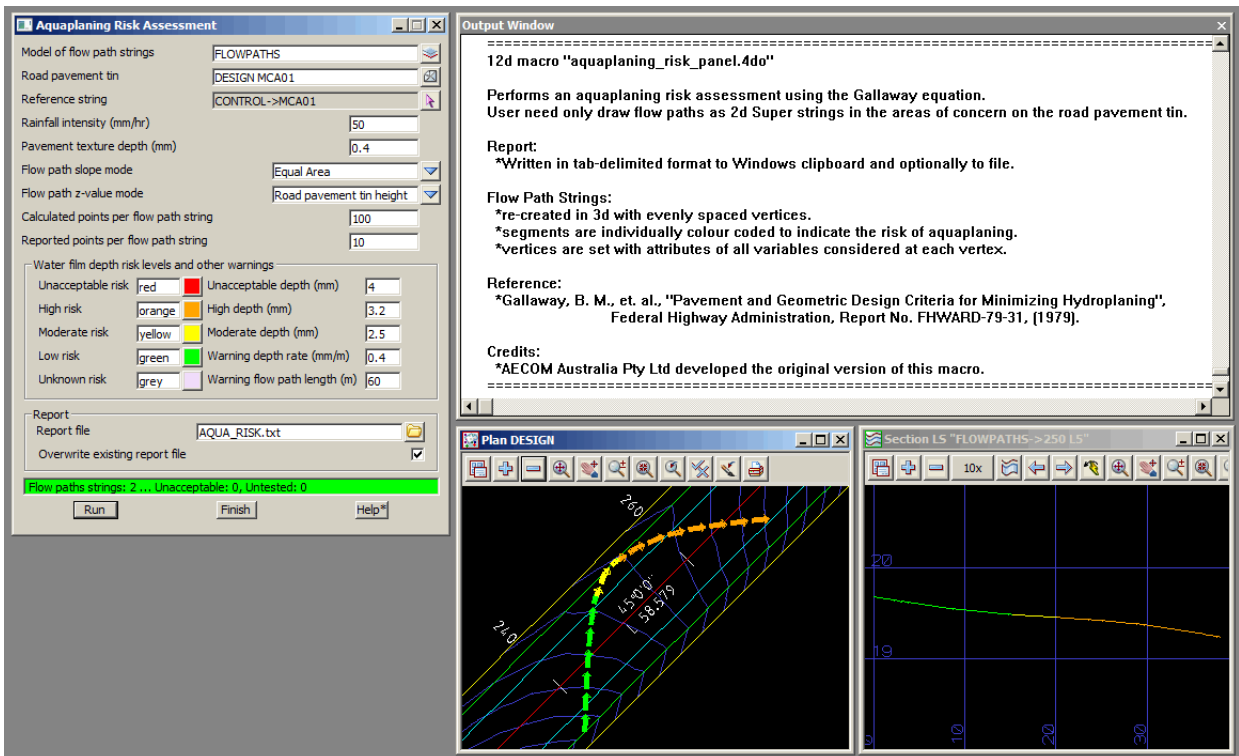 Aquaplaning Risk Assessment
Model of flow path strings FLOWPATHS
Road pavement tin DESIGN MCA01
Reference string CONTROL->MCA01
Rainfall intensity (mm/hr) 50
Pavement texture depth (mm) 0.4
Flow path slope mode Equal Area
Flow path z-value mode Road pavement tin height
Calculated points per flow path string 100
Reported points per flow path string 10
Water film depth risk levels and other warnings
Unacceptable risk red Unacceptable depth (mm) 4
High risk orange High depth (mm) 3.2
Moderate risk yellow Moderate depth (mm) 2.5
Low risk green Warning depth rate (mm/m) 0.4
Unknown risk grey Warning flow path length (m) 60
Report
Report file AQUA_RISK.txt
Overwrite existing report file
Flow paths strings: 2 ... Unacceptable: 0, Untested: 0
Run Finish Help*
Output Window
12d macro "aquaplaning_risk_panel.4do"
Performs an aquaplaning risk assessment using the Gallaway equation.
User need only draw flow paths as 2d Super strings in the areas of concern on the road pavement tin.
Report:
*Written in tab-delimited format to Windows clipboard and optionally to file.
Flow Path Strings:
*re-created in 3d with evenly spaced vertices.
*segments are individually colour coded to indicate the risk of aquaplaning.
*vertices are set with attributes of all variables considered at each vertex.
Reference:
*Gallaway, B. M., et. al., "Pavement and Geometric Design Criteria for Minimizing Hydroplaning",
Federal Highway Administration, Report No. FHWARD-79-31, (1979).
Credits:
*AECOM Australia Pty Ltd developed the original version of this macro.
Plan DESIGN
260
45°0'0"
L 58.579
240
Section LS "FLOWPATHS->250 LS"
10x
20
19
0 10 20 30